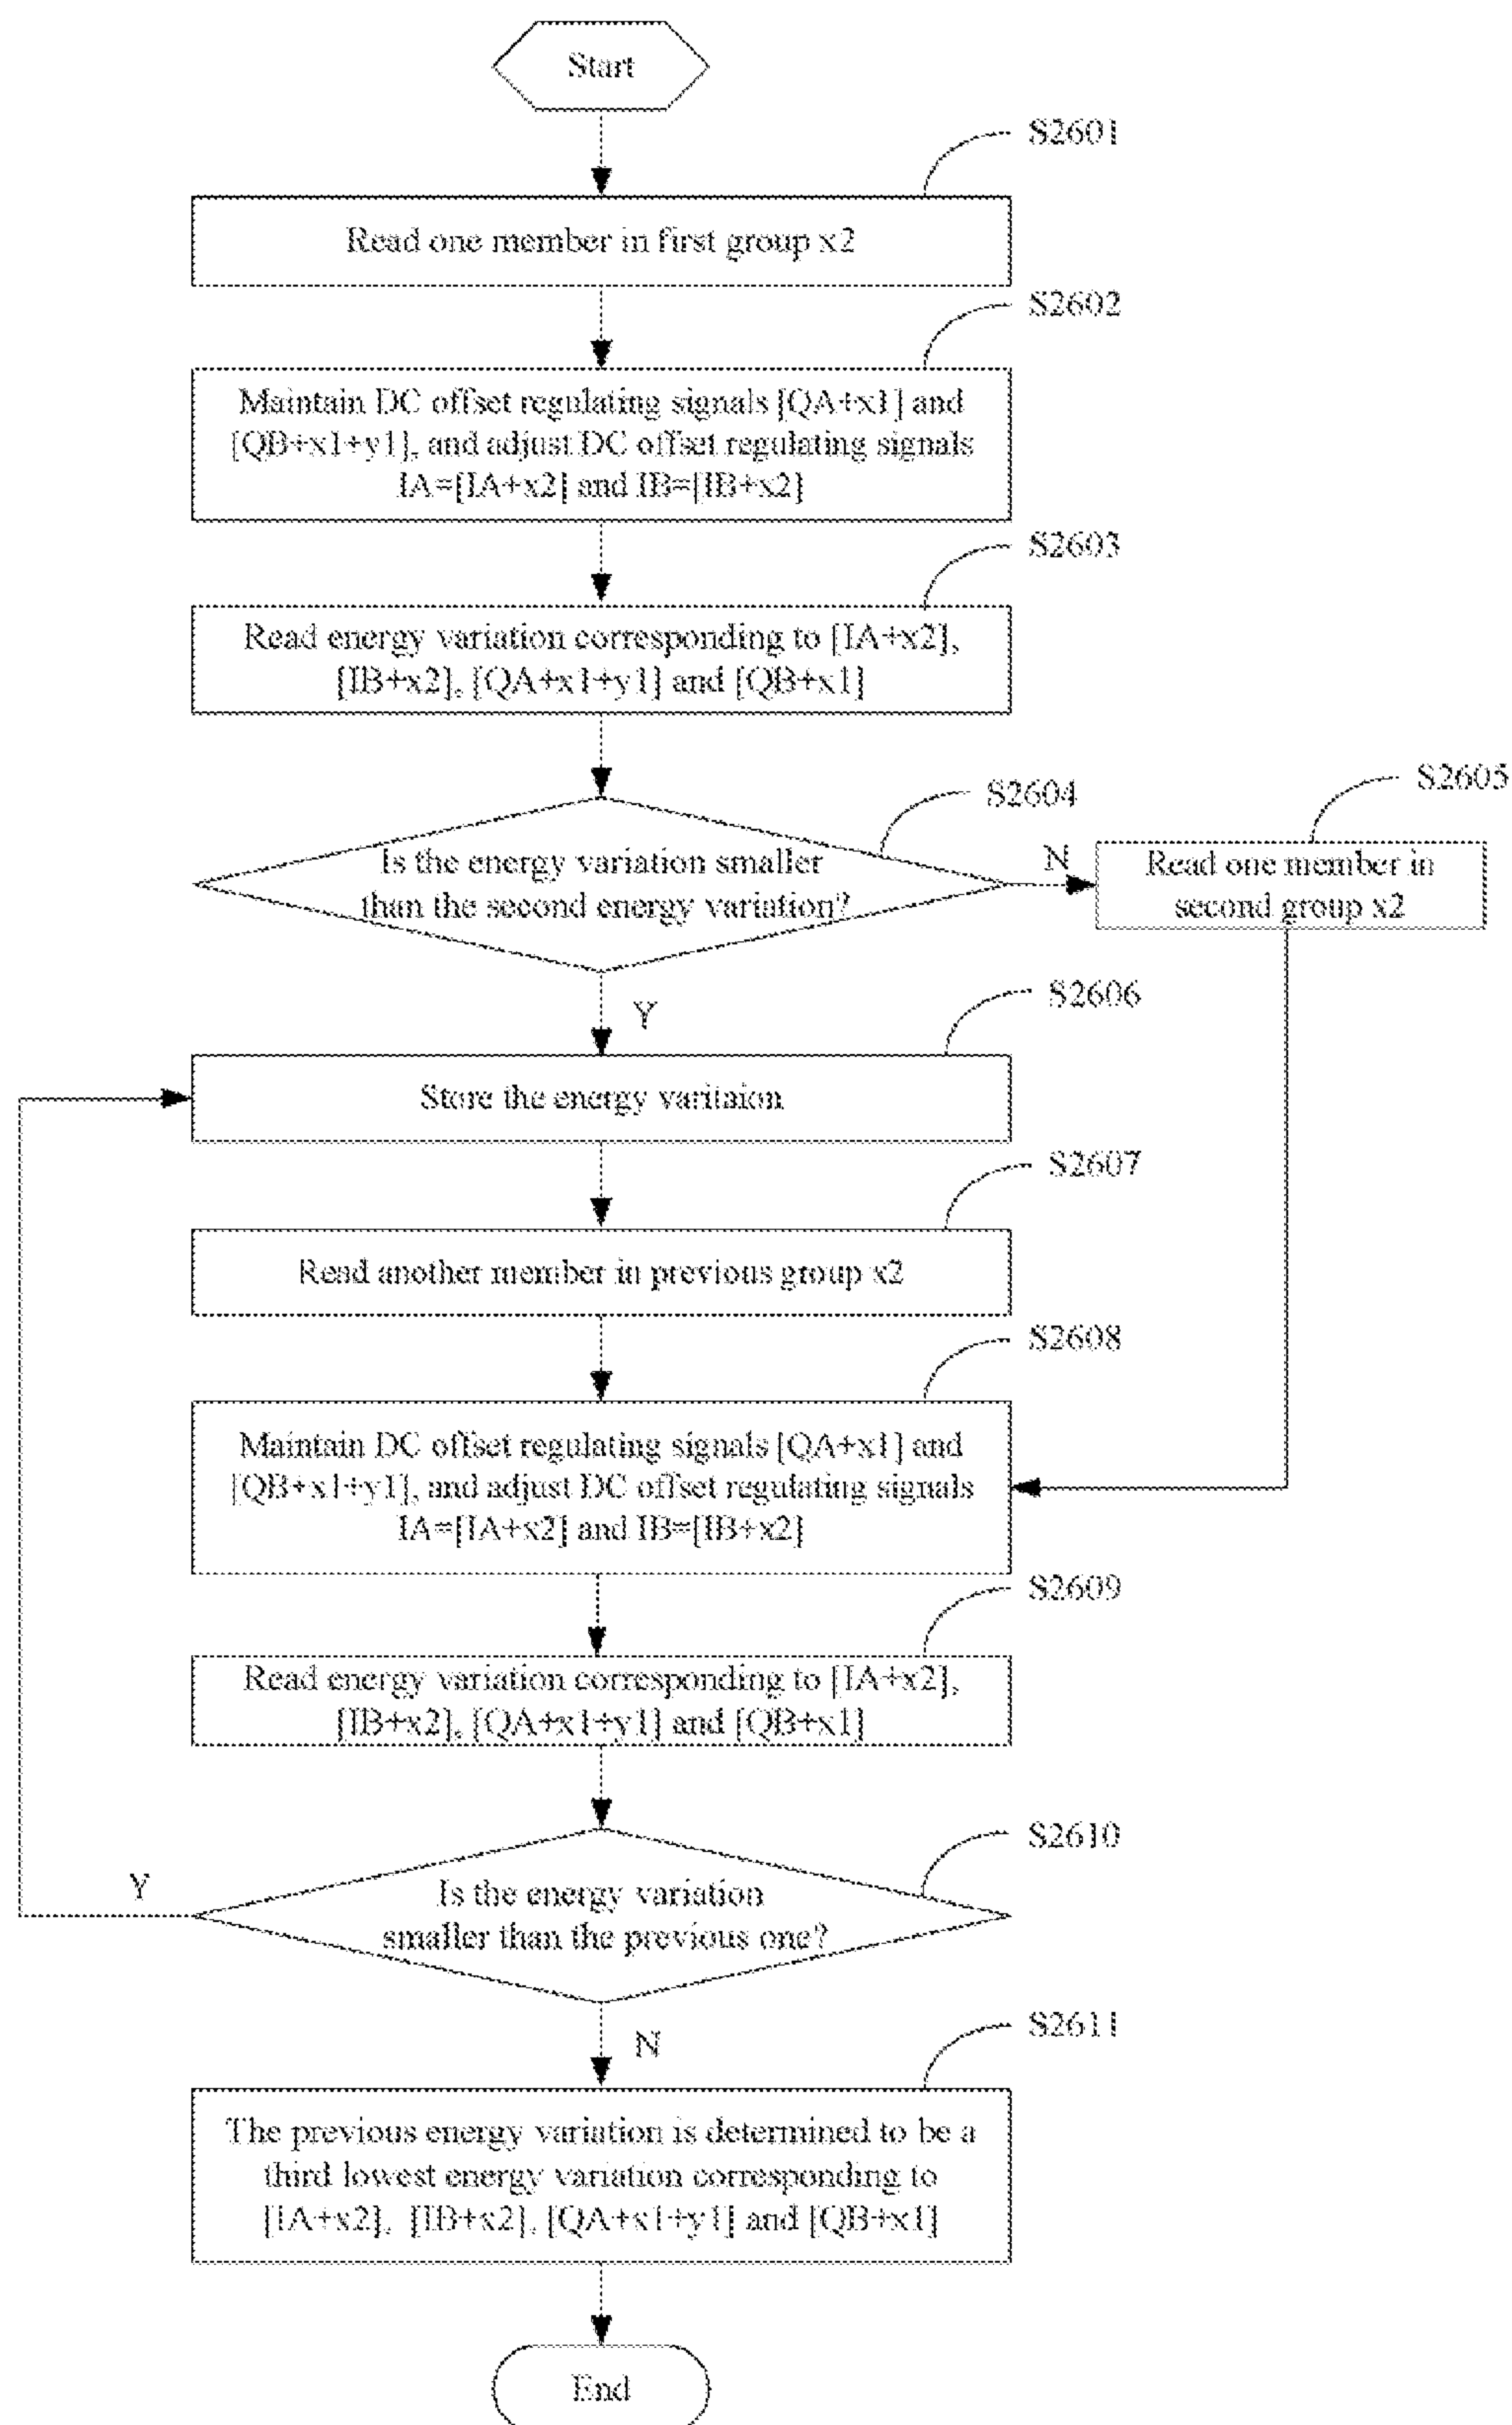 Start
S2601
Read one member in first group x2
S2602
Maintain DC offset regulating signals [QA+x1] and
[QB+x1+y1], and adjust DC offset regulating signals
IA=[IA+x2] and IB=[IB+x2]
S2603
Read energy variation corresponding to [IA+x2],
[IB+x2], [QA+x1+y1] and [QB+x1]
S2604
Is the energy variation smaller
than the second energy variation?
N
S2605
Read one member in
second group x2
Y
S2606
Store the energy varitaion
S2607
Read another member in previous group x2
S2608
Maintain DC offset regulating signals [QA+x1] and
[QB+x1+y1], and adjust DC offset regulating signals
IA=[IA+x2] and IB=[IB+x2]
S2609
Read energy variation corresponding to [IA+x2],
[IB+x2], [QA+x1+y1] and [QB+x1]
S2610
Y
Is the energy variation
smaller than the previous one?
N
S2611
The previous energy variation is determined to be a
third lowest energy variation corresponding to
[IA+x2], [IB+x2], [QA+x1+y1] and [QB+x1]
End